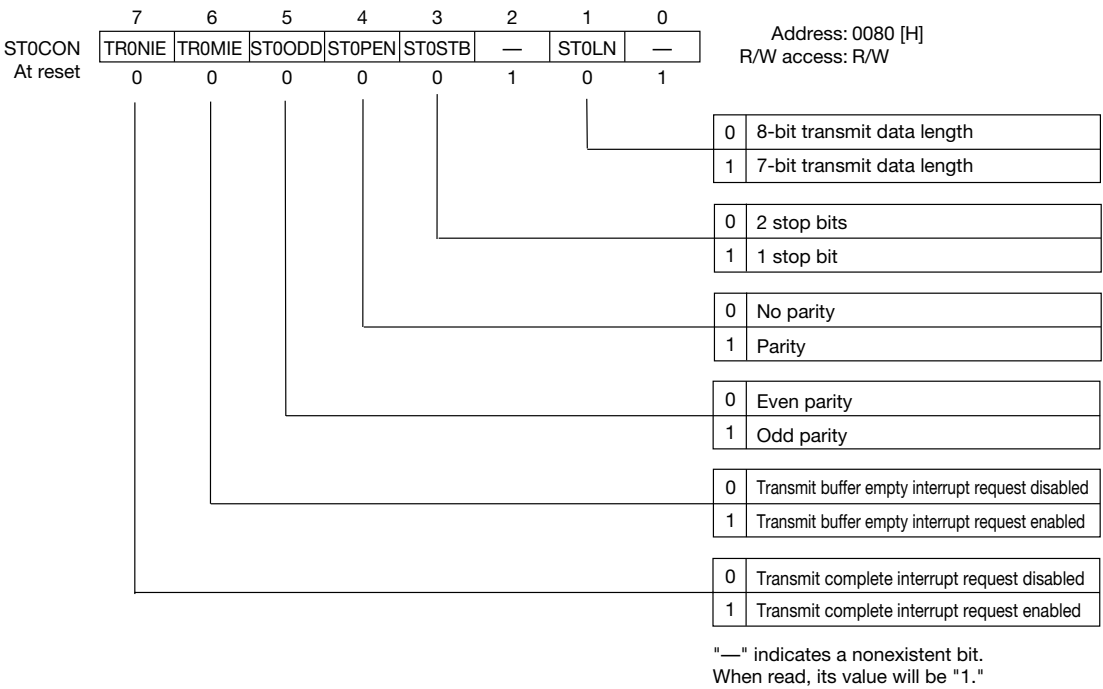 7 6 5 4 3 2 1 0
Address: 0080 [H]
ST0CON TR0NIE TR0MIE ST0ODD ST0PEN ST0STB — ST0LN —
R/W access: R/W
At reset 0 0 0 0 0 1 0 1
0 8-bit transmit data length
1 7-bit transmit data length
0 2 stop bits
1 1 stop bit
0 No parity
1 Parity
0 Even parity
1 Odd parity
0 Transmit buffer empty interrupt request disabled
1 Transmit buffer empty interrupt request enabled
0 Transmit complete interrupt request disabled
1 Transmit complete interrupt request enabled
"—" indicates a nonexistent bit.
When read, its value will be "1."